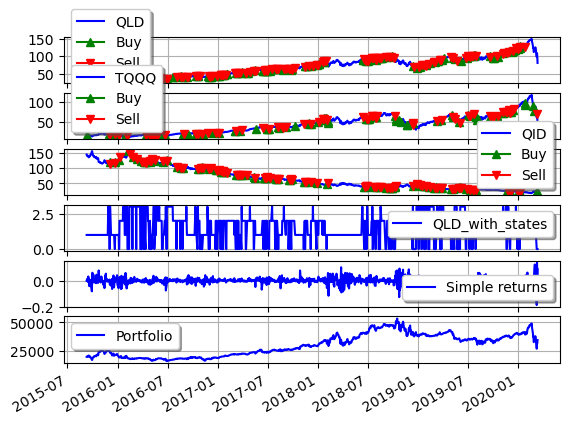 QLD
Buy
Sell
150
100
50
TQQQ
Buy
Sell
100
50
QID
Buy
Sell
150
100
50
QLD_with_states
2.5
0.0
Simple returns
0.0
−0.2
Portfolio
50000
25000
2015-07 2016-01 2016-07 2017-01 2017-07 2018-01 2018-07 2019-01 2019-07 2020-01